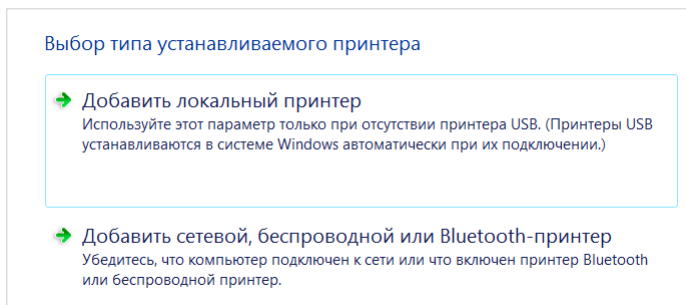 Выбор типа устанавливаемого принтера
Добавить локальный принтер
Используйте этот параметр только при отсутствии принтера USB. (Принтеры USB
устанавливаются в системе Windows автоматически при их подключении.)
Добавить сетевой, беспроводной или Bluetooth-принтер
Убедитесь, что компьютер подключен к сети или что включен принтер Bluetooth
или беспроводной принтер.